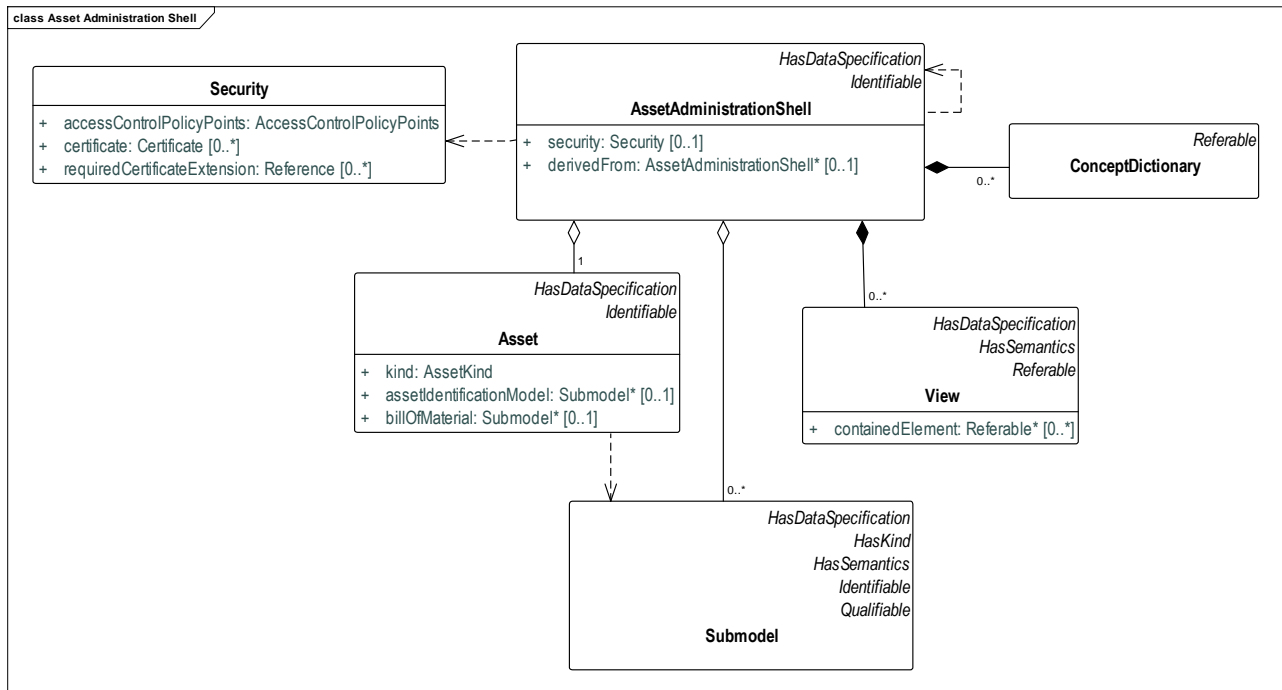 class Asset Administration Shell
HasDataSpecification
Identifiable
AssetAdministrationShell
+ security: Security [0..1]
+ derivedFrom: AssetAdministrationShell* [0..1]
Security
+ accessControlPolicyPoints: AccessControlPolicyPoints
+ certificate: Certificate [0..*]
+ requiredCertificateExtension: Reference [0..*]
Referable
ConceptDictionary
0..*
1
HasDataSpecification
Identifiable
Asset
+ kind: AssetKind
+ assetIdentificationModel: Submodel* [0..1]
+ billOfMaterial: Submodel* [0..1]
0..*
HasDataSpecification
HasSemantics
Referable
View
+ containedElement: Referable* [0..*]
0..*
HasDataSpecification
HasKind
HasSemantics
Identifiable
Qualifiable
Submodel